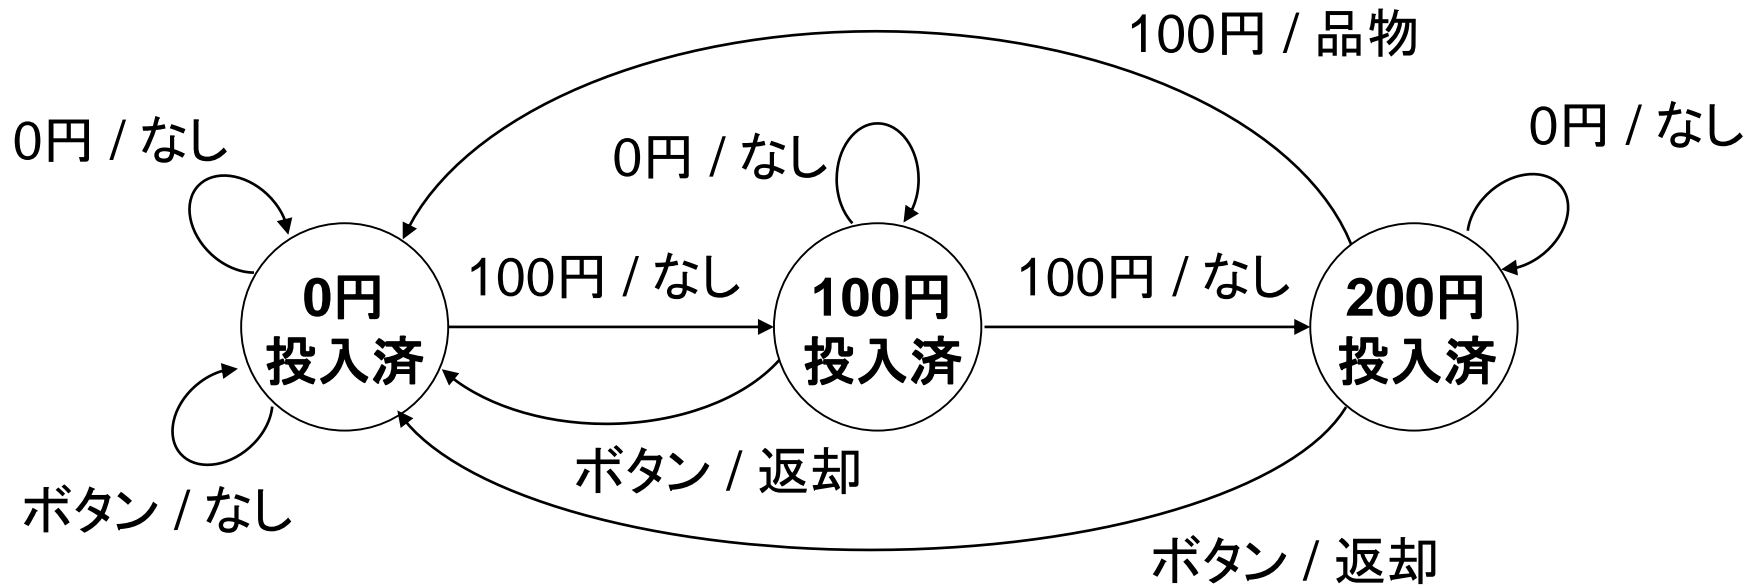 100円 / 品物
0円 / なし
0円 / なし
0円 / なし
100円 / なし
100円 / なし
0円
投入済
100円
投入済
200円
投入済
ボタン / 返却
ボタン / なし
ボタン / 返却